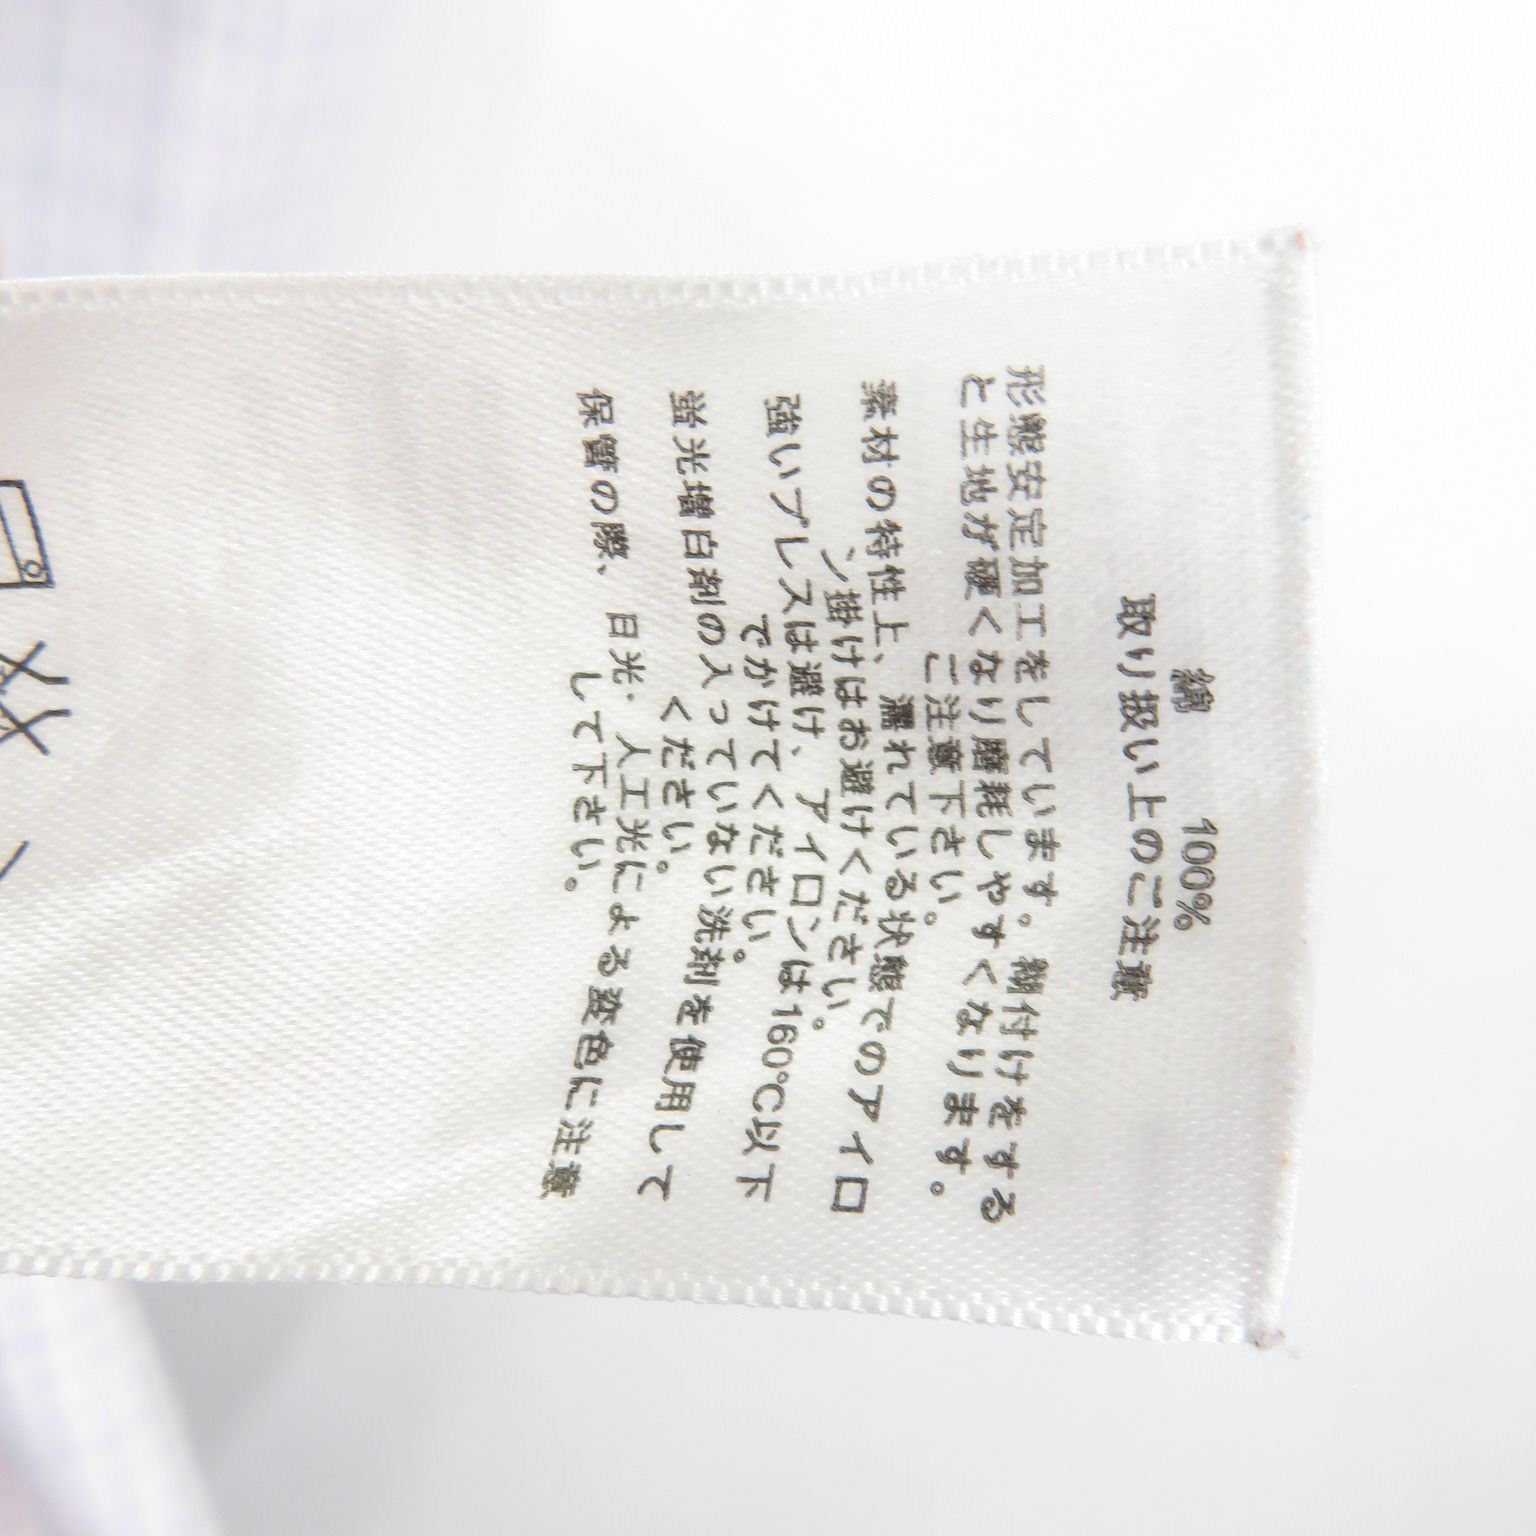 綿 100%
取り扱い上のご注意
形態安定加工をしています。糊付けをする
と生地が硬くなり磨耗しやすくなります。
ご注意下さい。
素材の特性上、濡れている状態でのアイロ
ン掛けはお避けください。
強いプレスは避け、アイロンは160℃以下
でかけてください。
蛍光増白剤の入っていない洗剤を使用して
ください。
保管の際、日光・人工光による変色に注意
して下さい。